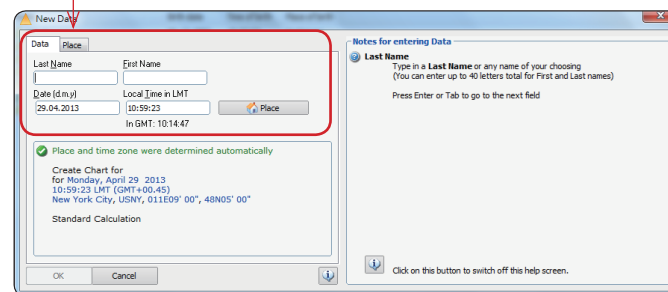 New Data
Data Place
Last Name First Name
Date (d.m.y) Local Time in LMT
29.04.2013 10:59:23 Place
In GMT: 10:14:47
Place and time zone were determined automatically
Create Chart for
for Monday, April 29 2013
10:59:23 LMT (GMT+00.45)
New York City, USNY, 011E09' 00", 48N05' 00"
Standard Calculation
OK Cancel
Notes for entering Data
Last Name
Type in a Last Name or any name of your choosing
(You can enter up to 40 letters total for First and Last names)
Press Enter or Tab to go to the next field
Click on this button to switch off this help screen.